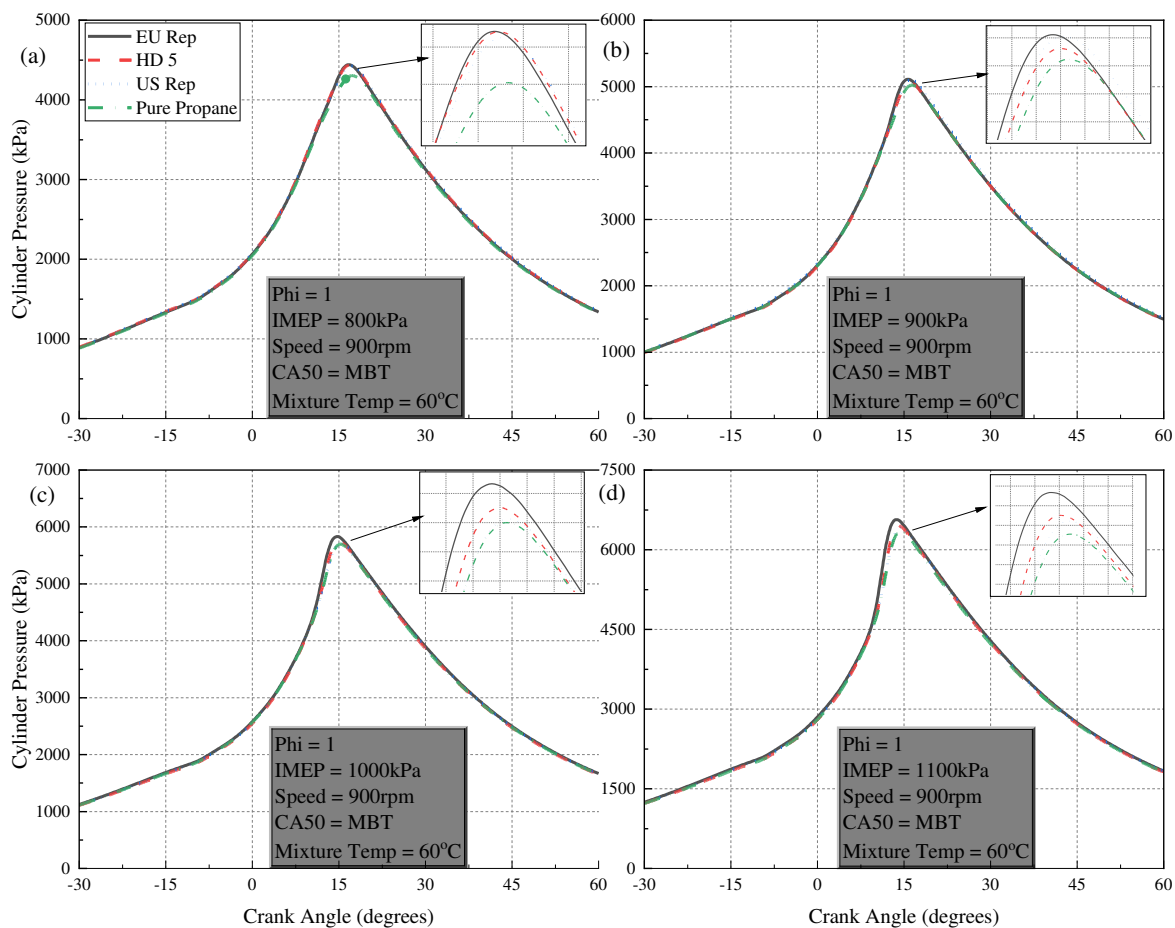 (a)
EU Rep
HD 5
US Rep
Pure Propane
5000
4000
3000
2000
1000
0
Cylinder Pressure (kPa)
Phi = 1
IMEP = 800kPa
Speed = 900rpm
CA50 = MBT
Mixture Temp = 60°C
-30
-15
0
15
30
45
60
(b)
6000
5000
4000
3000
2000
1000
0
Phi = 1
IMEP = 900kPa
Speed = 900rpm
CA50 = MBT
Mixture Temp = 60°C
-30
-15
0
15
30
45
60
(c)
7000
6000
5000
4000
3000
2000
1000
0
Cylinder Pressure (kPa)
Phi = 1
IMEP = 1000kPa
Speed = 900rpm
CA50 = MBT
Mixture Temp = 60°C
-30
-15
0
15
30
45
60
Crank Angle (degrees)
(d)
7500
6000
4500
3000
1500
0
Phi = 1
IMEP = 1100kPa
Speed = 900rpm
CA50 = MBT
Mixture Temp = 60°C
-30
-15
0
15
30
45
60
Crank Angle (degrees)